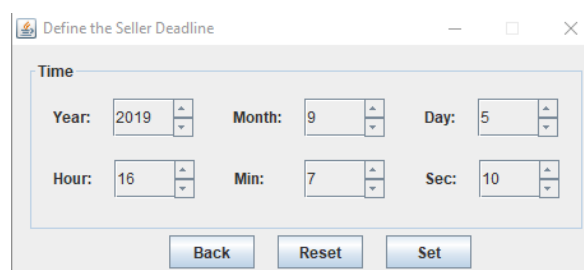 Define the Seller Deadline
Time
Year: 2019 Month: 9 Day: 5
Hour: 16 Min: 7 Sec: 10
Back Reset Set